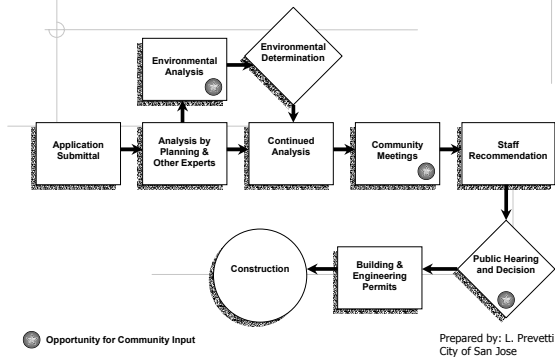 Environmental
Analysis
Environmental
Determination
Application
Submittal
Analysis by
Planning &
Other Experts
Continued
Analysis
Community
Meetings
Staff
Recommendation
Public Hearing
and Decision
Building &
Engineering
Permits
Construction
Opportunity for Community Input
Prepared by: L. Prevetti
City of San Jose